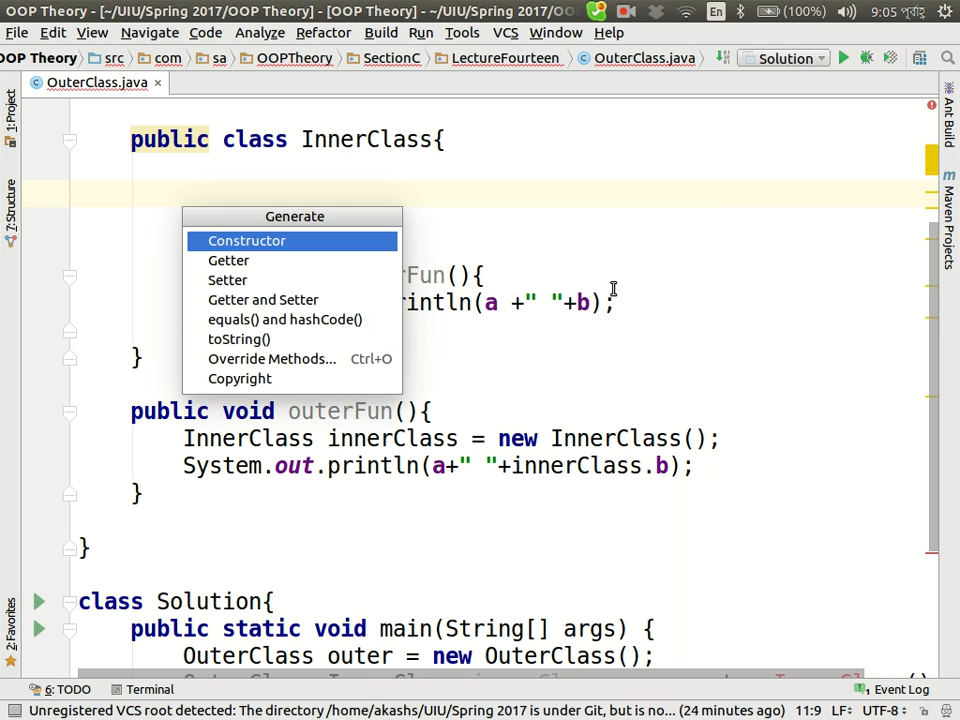 OOP Theory - [~/UIU/Spring 2017/OOP Theory] - [OOP Theory] - ~/UIU/Spring 2017/OO
En (100%) 9:05 পূর্বাহ্ণ
File Edit View Navigate Code Analyze Refactor Build Run Tools VCS Window Help
OOP Theory src com sa OOPTheory SectionC LectureFourteen OuterClass.java Solution
OuterClass.java
1:Project
7:Structure
2:Favorites
Ant Build
Maven Projects
public class InnerClass{
Generate
Constructor
Getter
Setter
Getter and Setter
equals() and hashCode()
toString()
Override Methods... Ctrl+O
Copyright
rFun(){
rintln(a +" "+b);
}
public void outerFun(){
InnerClass innerClass = new InnerClass();
System.out.println(a+" "+innerClass.b);
}
}
class Solution{
public static void main(String[] args) {
OuterClass outer = new OuterClass();
6: TODO Terminal 1 Event Log
Unregistered VCS root detected: The directory /home/akashs/UIU/Spring 2017 is under Git, but is no... (24 minutes ago) 11:9 LF÷ UTF-8÷